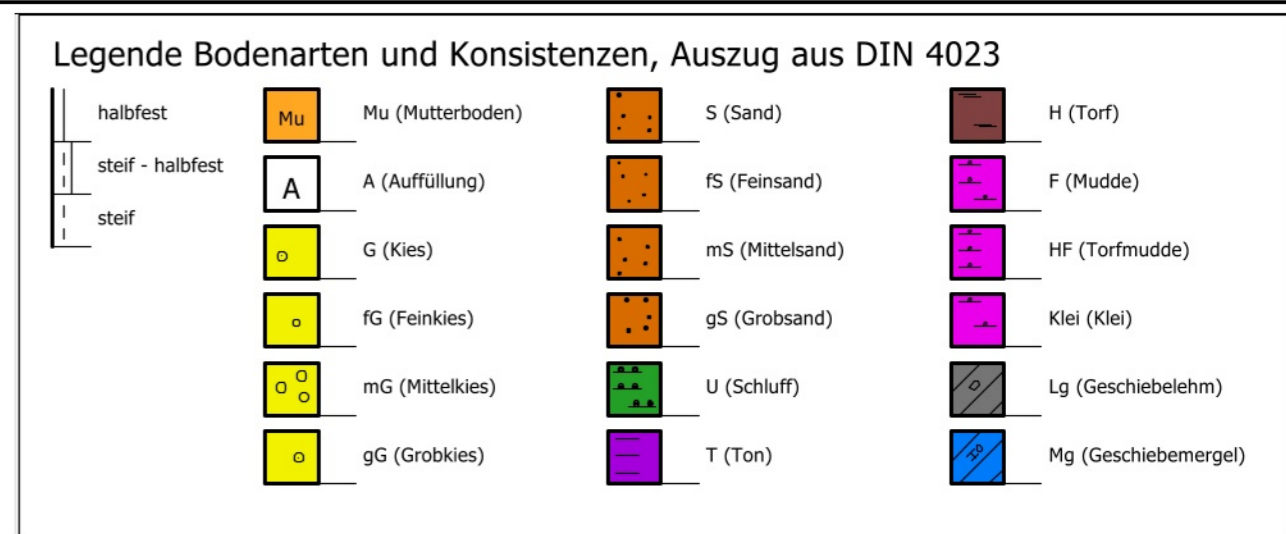 Legende Bodenarten und Konsistenzen, Auszug aus DIN 4023
halbfest
steif - halbfest
steif
Mu
Mu (Mutterboden)
A
A (Auffüllung)
G (Kies)
fG (Feinkies)
mG (Mittelkies)
gG (Grobkies)
S (Sand)
fS (Feinsand)
mS (Mittelsand)
gS (Grobsand)
U (Schluff)
T (Ton)
H (Torf)
F (Mudde)
HF (Torfmudde)
Klei (Klei)
Lg (Geschiebelehm)
Mg (Geschiebemergel)